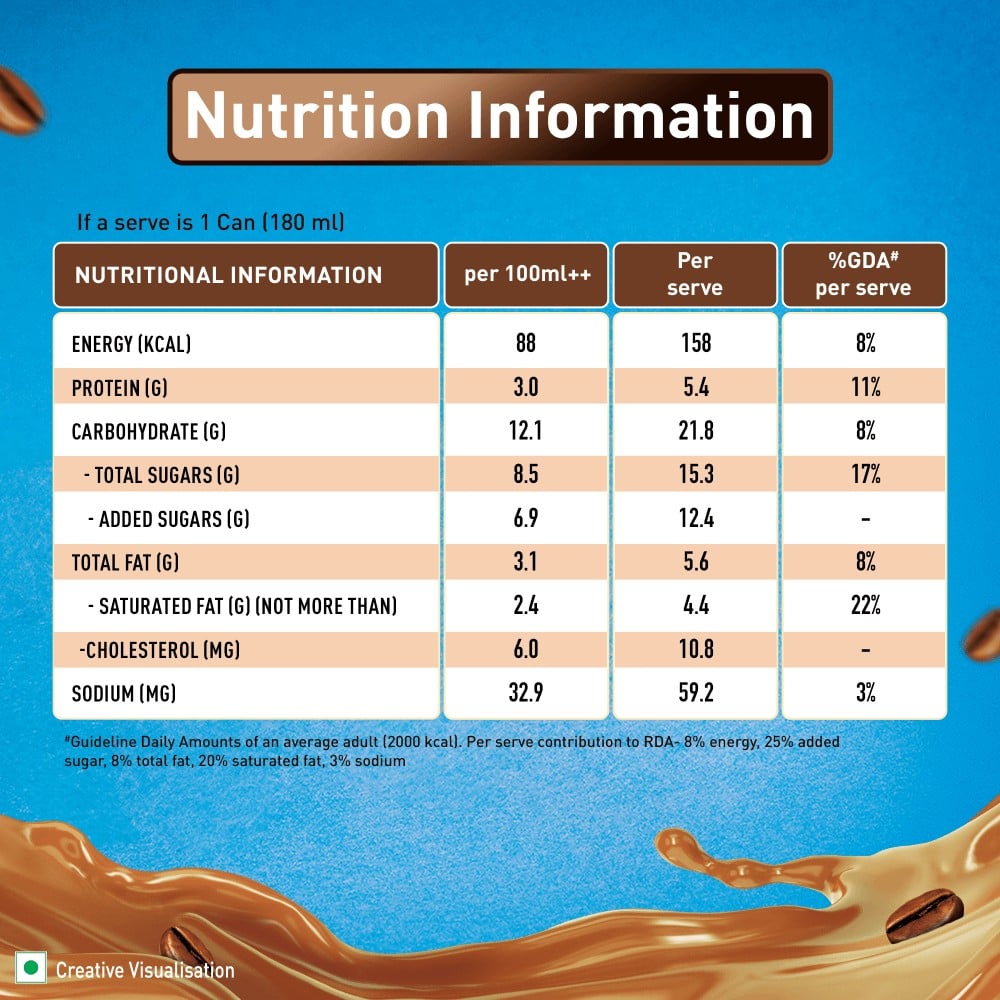 Nutrition Information
If a serve is 1 Can (180 ml)
NUTRITIONAL INFORMATION per 100ml++ Per serve %GDA# per serve
ENERGY (KCAL) 88 158 8%
PROTEIN (G) 3.0 5.4 11%
CARBOHYDRATE (G) 12.1 21.8 8%
- TOTAL SUGARS (G) 8.5 15.3 17%
- ADDED SUGARS (G) 6.9 12.4 –
TOTAL FAT (G) 3.1 5.6 8%
- SATURATED FAT (G) (NOT MORE THAN) 2.4 4.4 22%
-CHOLESTEROL (MG) 6.0 10.8 –
SODIUM (MG) 32.9 59.2 3%
#Guideline Daily Amounts of an average adult (2000 kcal). Per serve contribution to RDA- 8% energy, 25% added
sugar, 8% total fat, 20% saturated fat, 3% sodium
Creative Visualisation